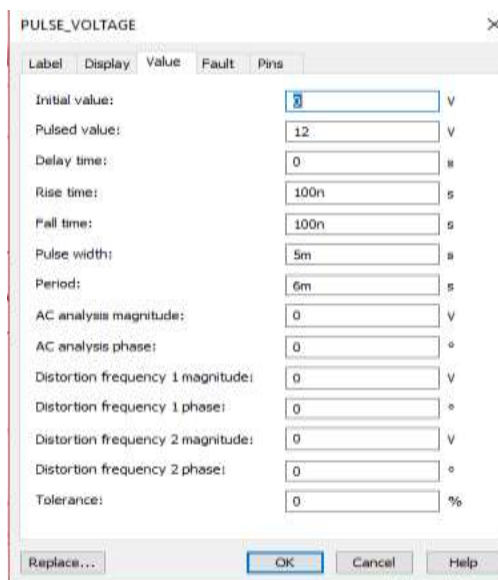 PULSE_VOLTAGE
Label Display Value Fault Pins
Initial value: 0 V
Pulsed value: 12 V
Delay time: 0 s
Rise time: 100n s
Fall time: 100n s
Pulse width: 5m s
Period: 6m s
AC analysis magnitude: 0 V
AC analysis phase: 0 °
Distortion frequency 1 magnitude: 0 V
Distortion frequency 1 phase: 0 °
Distortion frequency 2 magnitude: 0 V
Distortion frequency 2 phase: 0 °
Tolerance: 0 %
Replace... OK Cancel Help